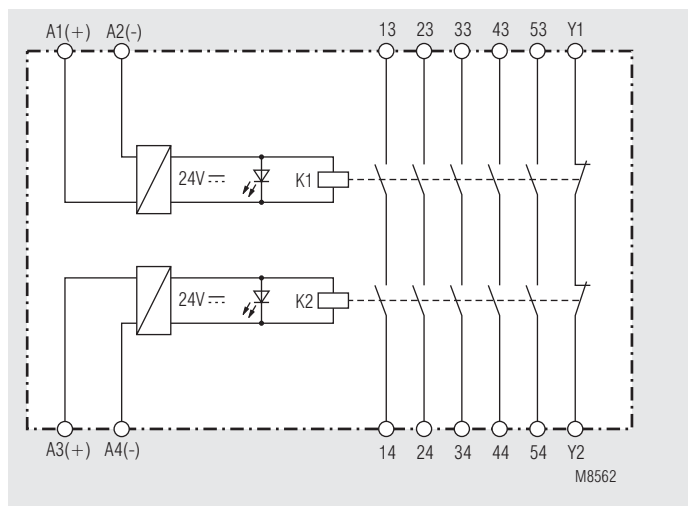 A1(+) A2(-) 13 23 33 43 53 Y1
24V K1
24V K2
A3(+) A4(-) 14 24 34 44 54 Y2
M8562